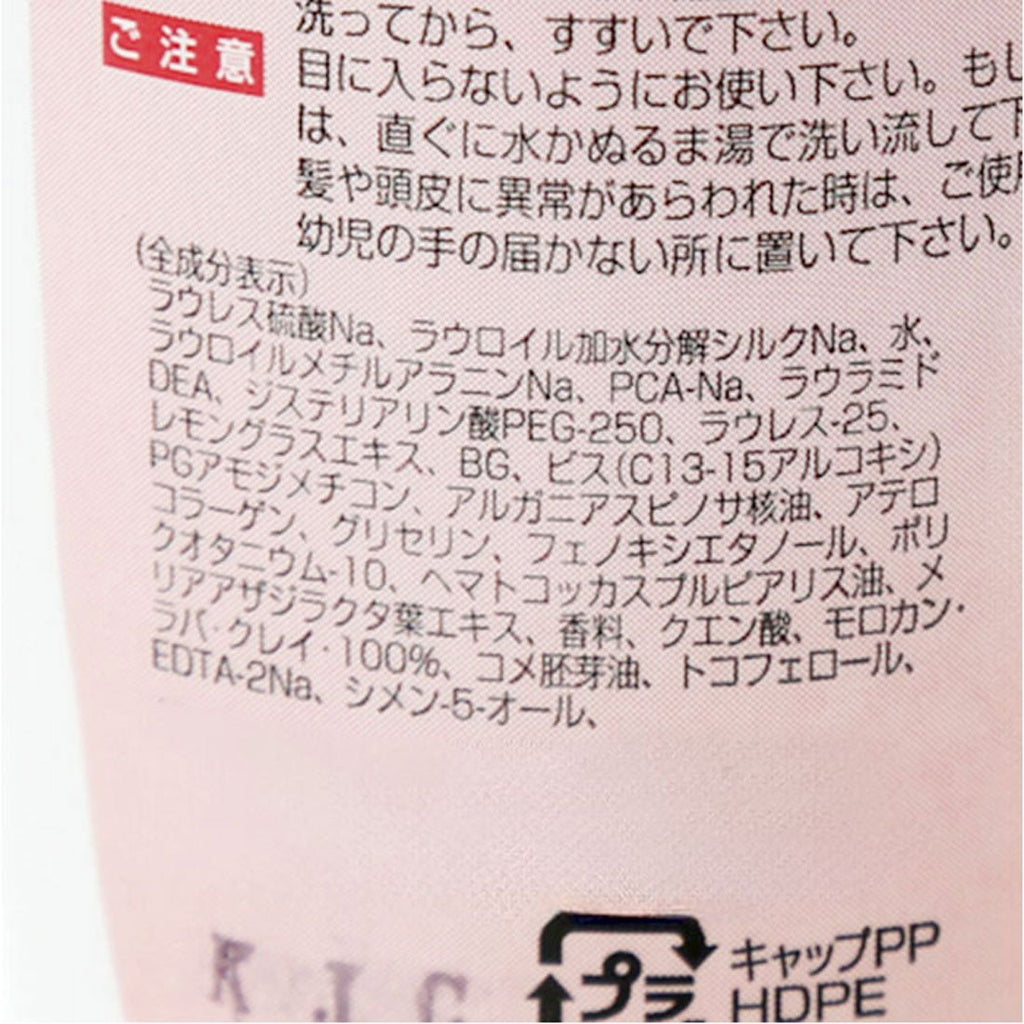 洗ってから、すすいで下さい。
ご注意
目に入らないようにお使い下さい。もし
は、直ぐに水かぬるま湯で洗い流して下
髪や頭皮に異常があらわれた時は、ご使用
幼児の手の届かない所に置いて下さい。
(全成分表示)
ラウレス硫酸Na、ラウロイル加水分解シルクNa、水、
ラウロイルメチルアラニンNa、PCA-Na、ラウラミド
DEA、ジステリアリン酸PEG-250、ラウレス-25、
レモングラスエキス、BG、ビス(C13-15アルコキシ)
PGアモジメチコン、アルガニアスピノサ核油、アテロ
コラーゲン、グリセリン、フェノキシエタノール、ポリ
クオタニウム-10、ヘマトコッカスプルビアリス油、メ
リアアザジラクタ葉エキス、香料、クエン酸、モロカン・
ラバ・クレイ・100%、コメ胚芽油、トコフェロール、
EDTA-2Na、シメン-5-オール、
K J C
プラ
キャップPP
HDPE